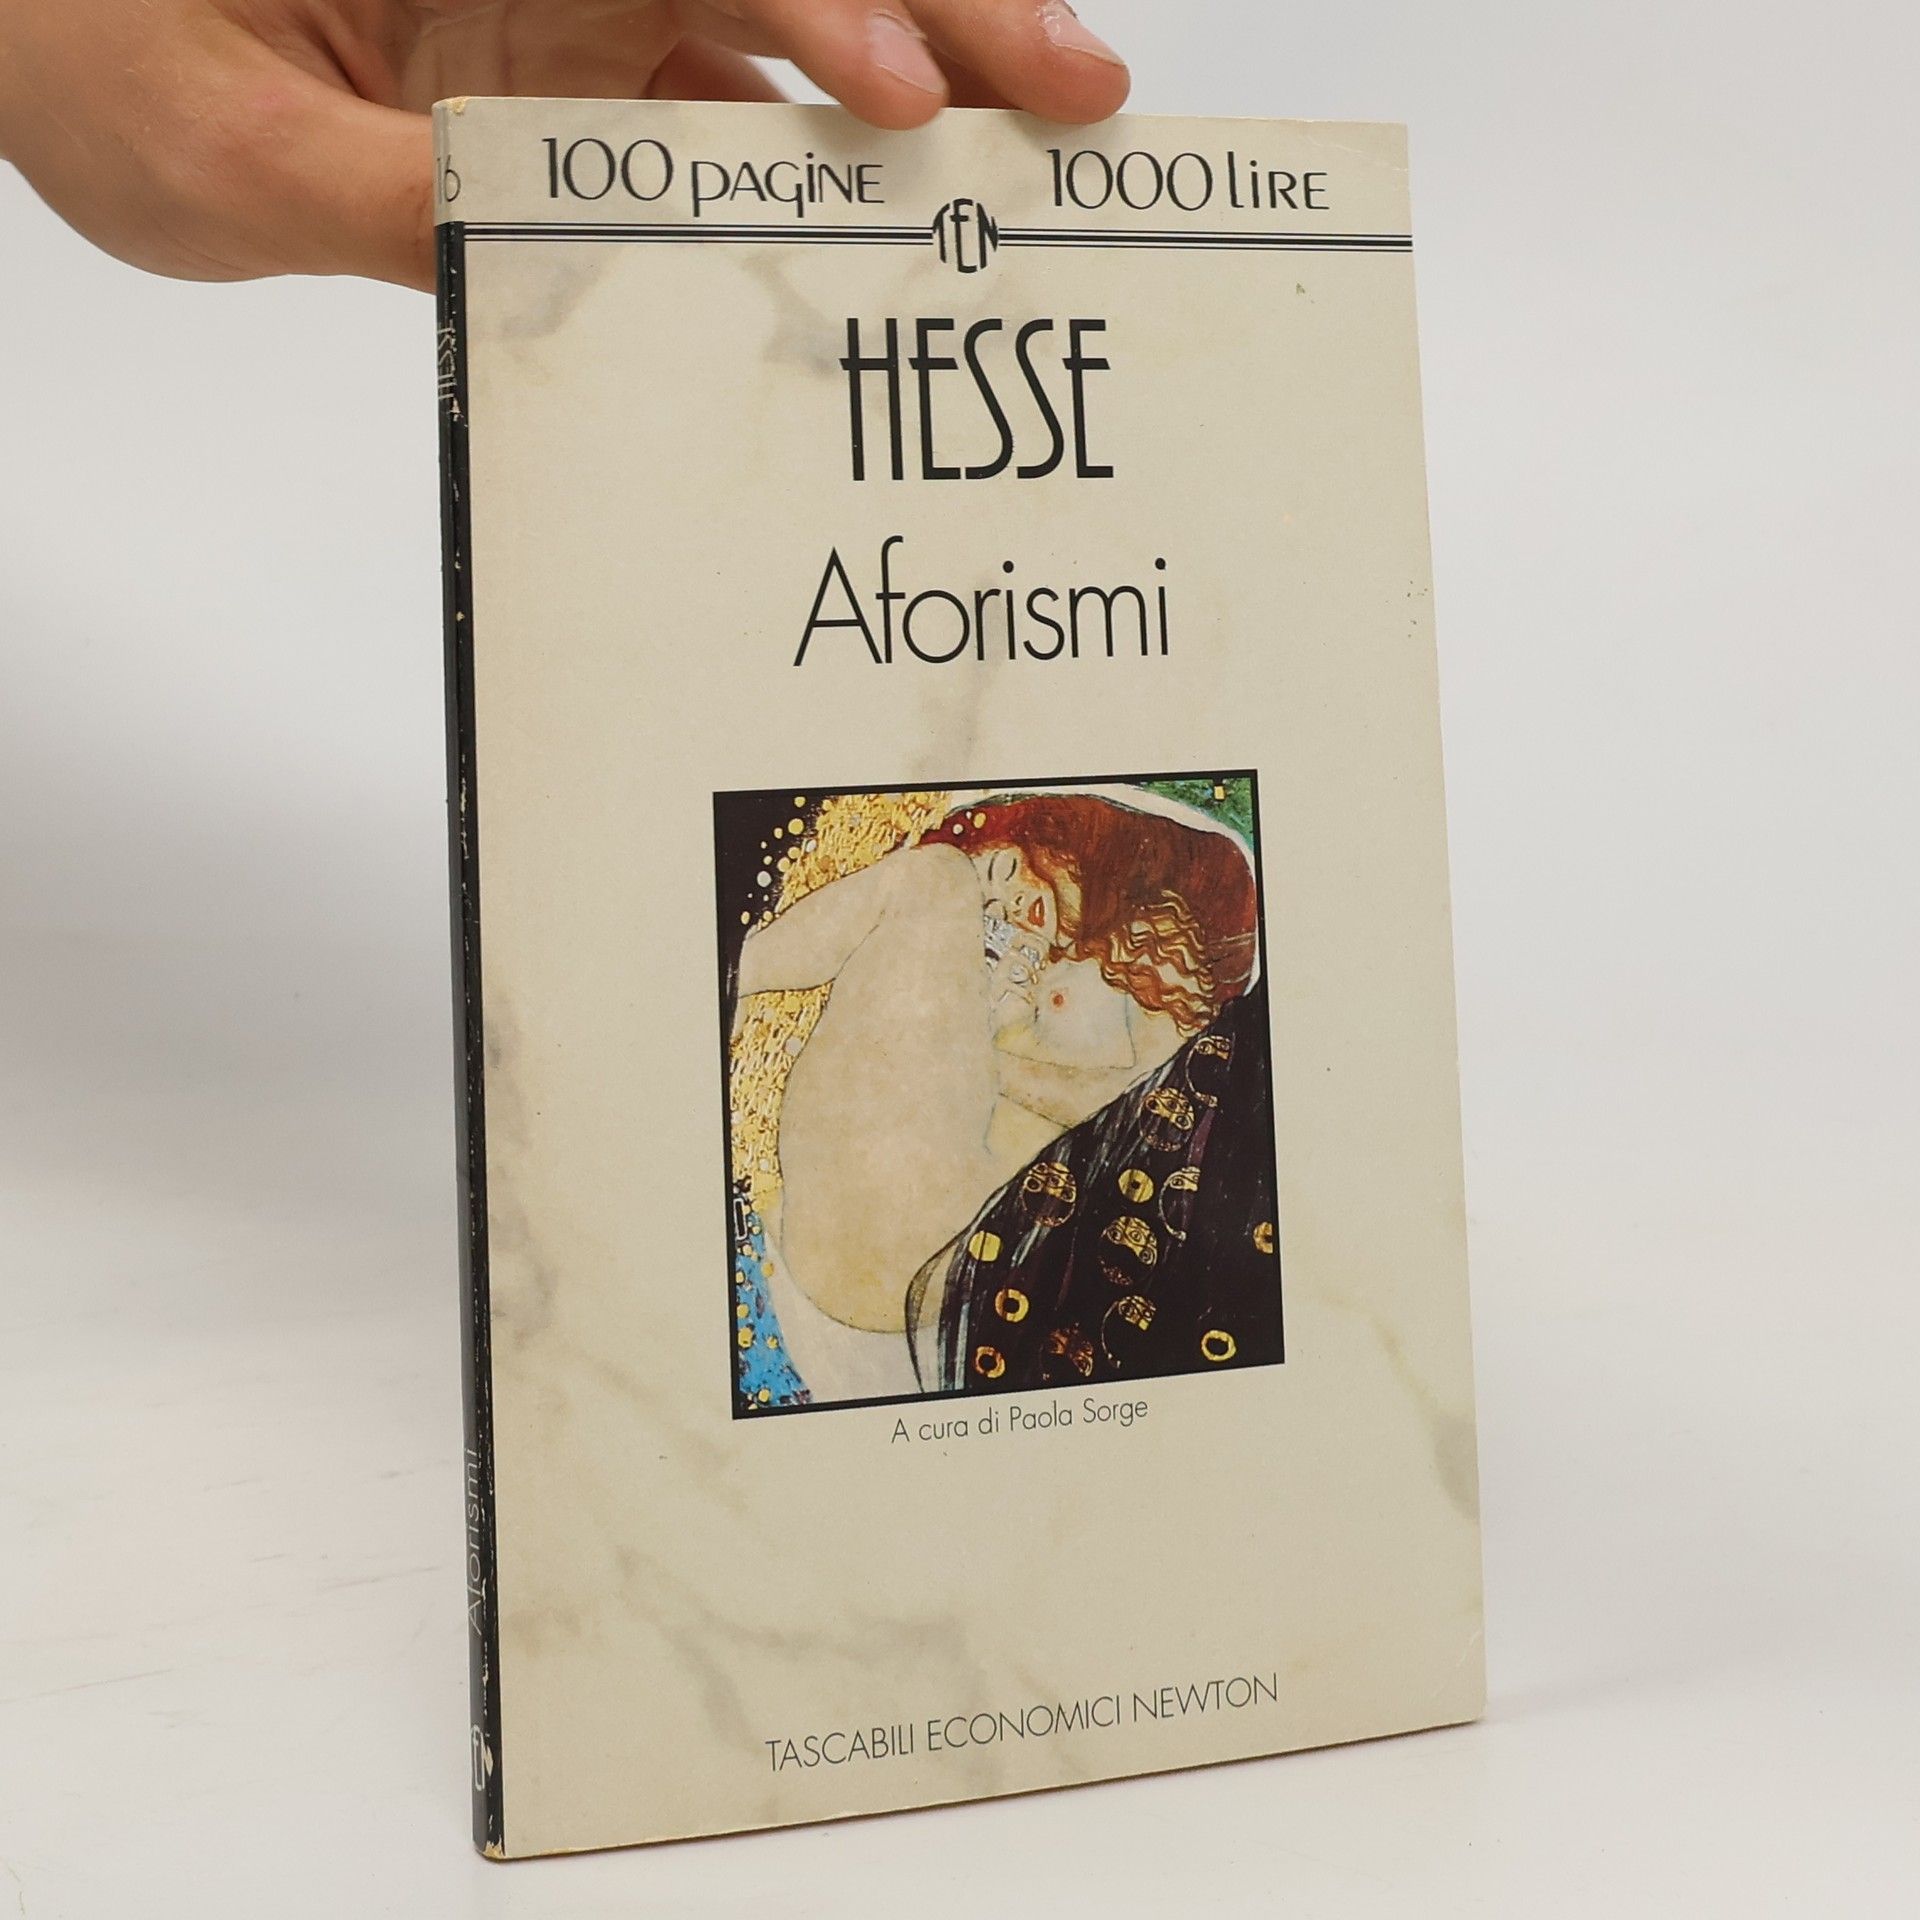 100 pagine 1000 lire
TEN
HESSE
Aforismi
A cura di Paola Sorge
TASCABILI ECONOMICI NEWTON
16
HESSE
Aforismi